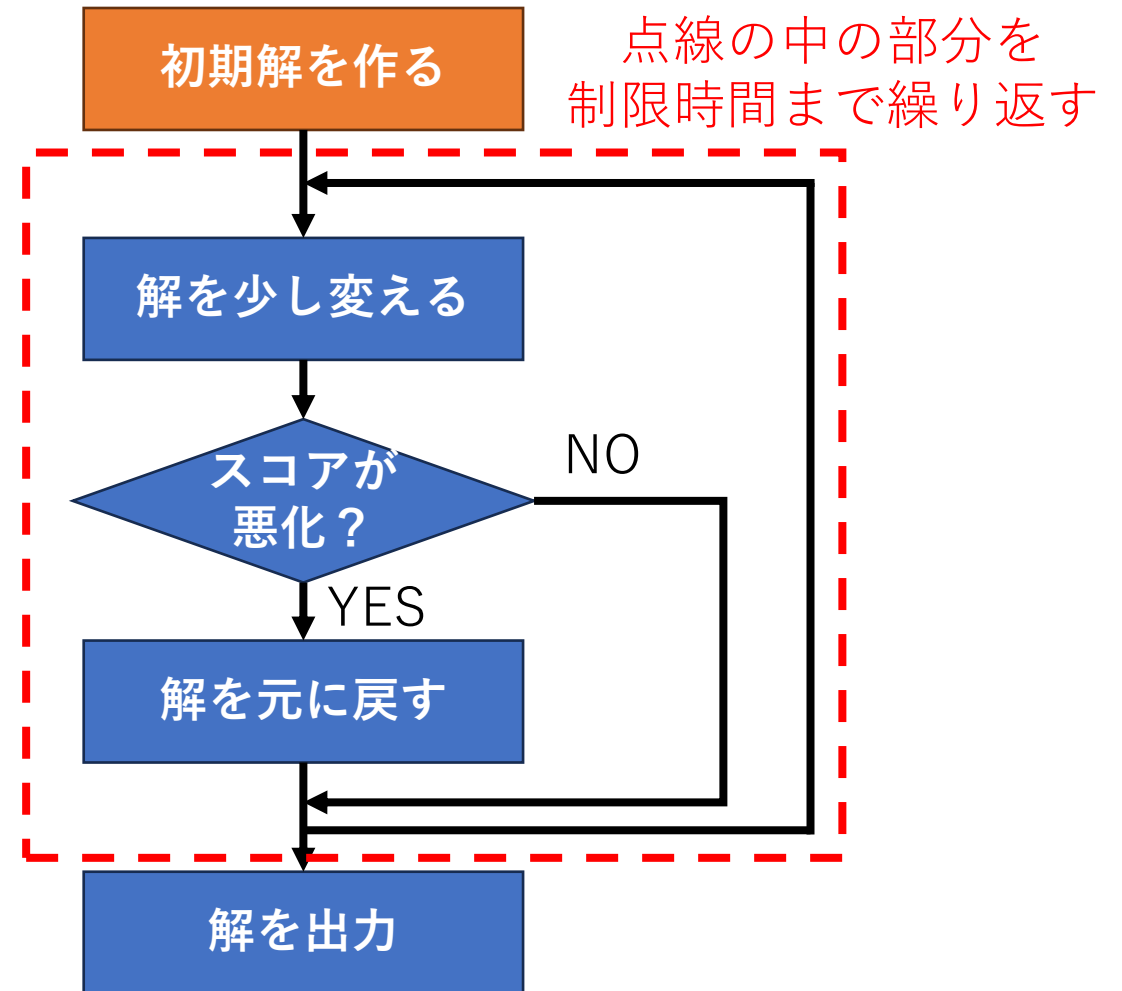 初期解を作る
点線の中の部分を
制限時間まで繰り返す
解を少し変える
スコアが
悪化？
NO
YES
解を元に戻す
解を出力